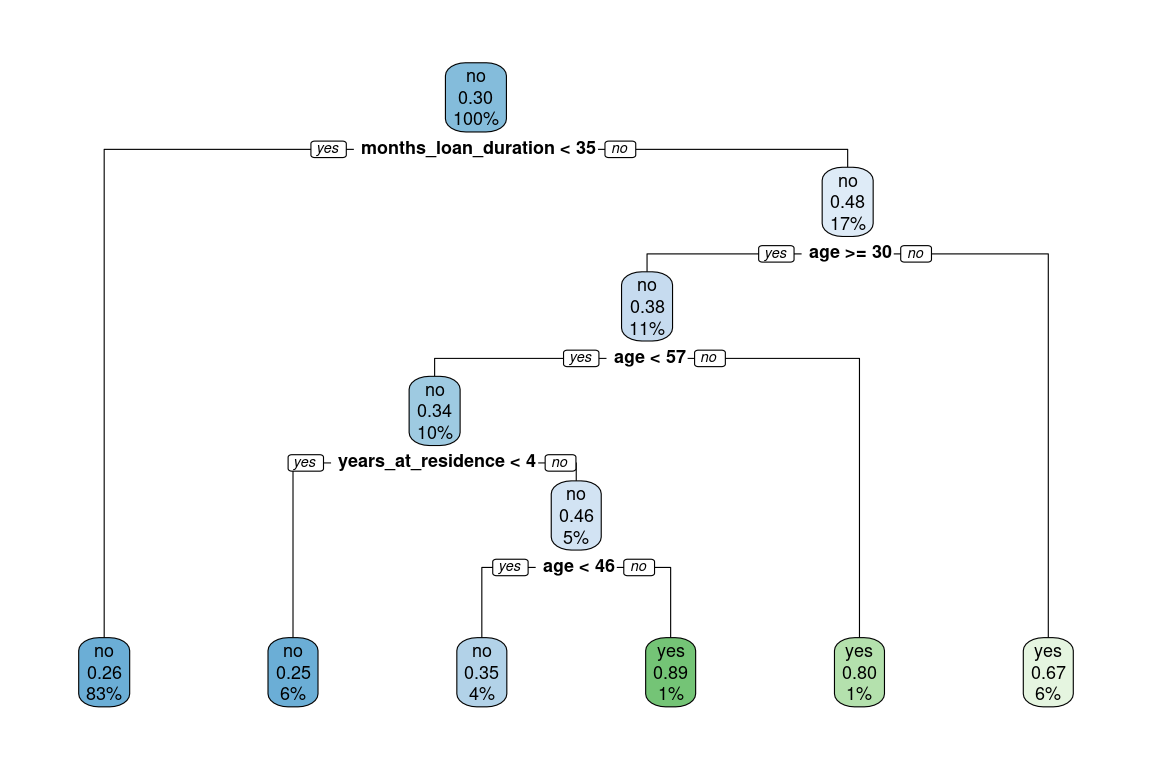 no
0.30
100%
yes months_loan_duration < 35 no
no
0.48
17%
yes age >= 30 no
no
0.38
11%
yes age < 57 no
no
0.34
10%
yes years_at_residence < 4 no
no
0.46
5%
yes age < 46 no
no
0.26
83%
no
0.25
6%
no
0.35
4%
yes
0.89
1%
yes
0.80
1%
yes
0.67
6%